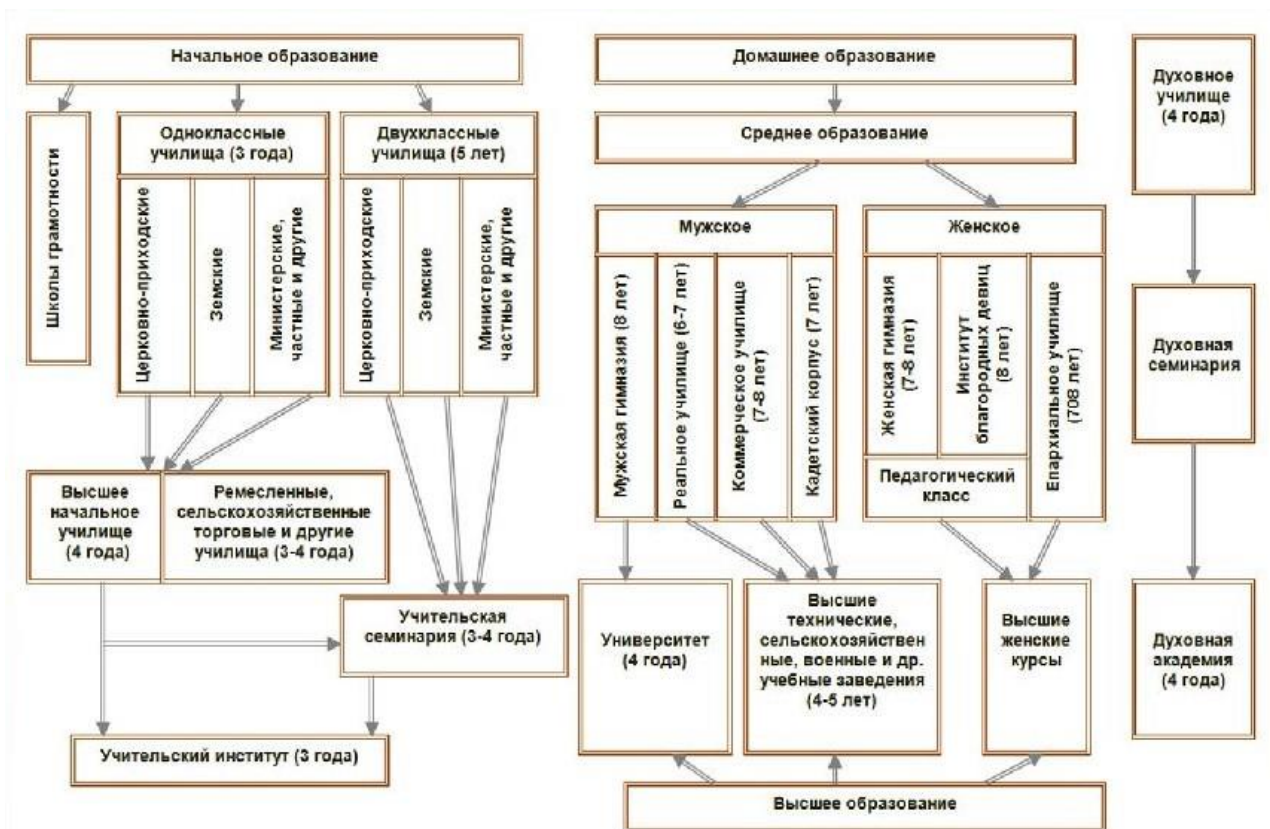 Начальное образование
Домашнее образование
Духовное
училище
(4 года)
Школы грамотности
Одноклассные
училища (3 года)
Двухклассные
училища (5 лет)
Среднее образование
Церковно-приходские
Земские
Министерские,
частные и другие
Церковно-приходские
Земские
Министерские,
частные и другие
Мужское
Женское
Мужская гимназия (8 лет)
Реальное училище (6-7 лет)
Коммерческое училище
(7-8 лет)
Кадетский корпус (7 лет)
Женская гимназия
(7-8 лет)
Институт
благородных девиц
(8 лет)
Епархиальное училище
(708 лет)
Педагогический
класс
Духовная
семинария
Высшее
начальное
училище
(4 года)
Ремесленные,
сельскохозяйственные
торговые и другие
училища (3-4 года)
Учительская
семинария (3-4 года)
Университет
(4 года)
Высшие
технические,
сельскохозяйствен
ные, военные и др.
учебные заведения
(4-5 лет)
Высшие
женские
курсы
Духовная
академия
(4 года)
Учительский институт (3 года)
Высшее образование